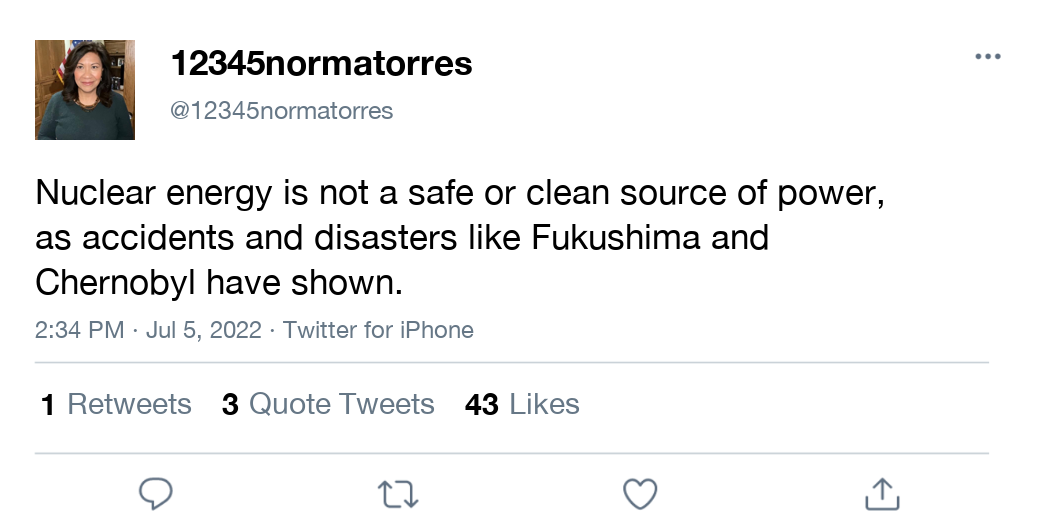 12345normatorres
@12345normatorres
Nuclear energy is not a safe or clean source of power,
as accidents and disasters like Fukushima and
Chernobyl have shown.
2:34 PM · Jul 5, 2022 · Twitter for iPhone
1 Retweets 3 Quote Tweets 43 Likes